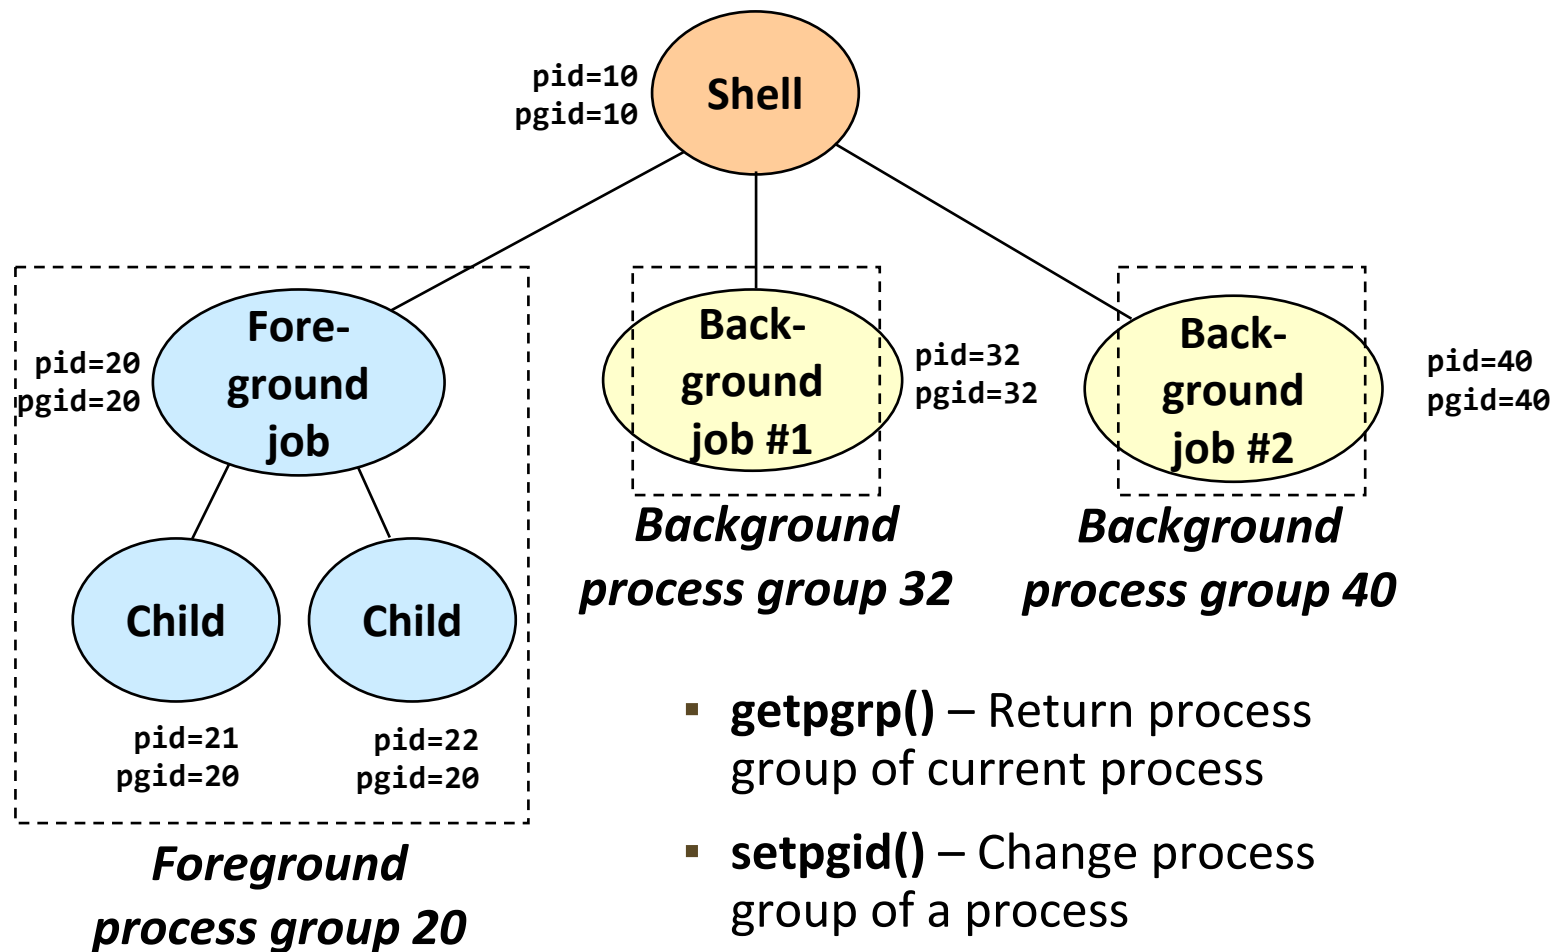 pid=10
pgid=10
Shell
Fore-
ground
job
pid=20
pgid=20
Back-
ground
job #1
pid=32
pgid=32
Back-
ground
job #2
pid=40
pgid=40
Background
process group 32
Background
process group 40
Child
Child
pid=21
pgid=20
pid=22
pgid=20
Foreground
process group 20
▪ getpgrp() – Return process
group of current process
▪ setpgid() – Change process
group of a process